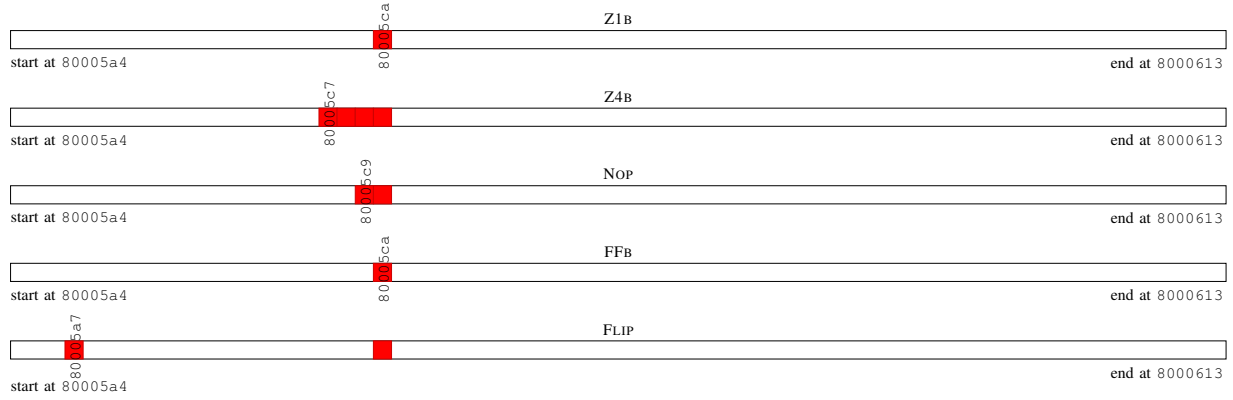 Z1B
80005ca
start at 80005a4 end at 8000613
Z4B
80005c7
start at 80005a4 end at 8000613
NOP
80005c9
start at 80005a4 end at 8000613
FFB
80005ca
start at 80005a4 end at 8000613
FLIP
80005a7
start at 80005a4 end at 8000613